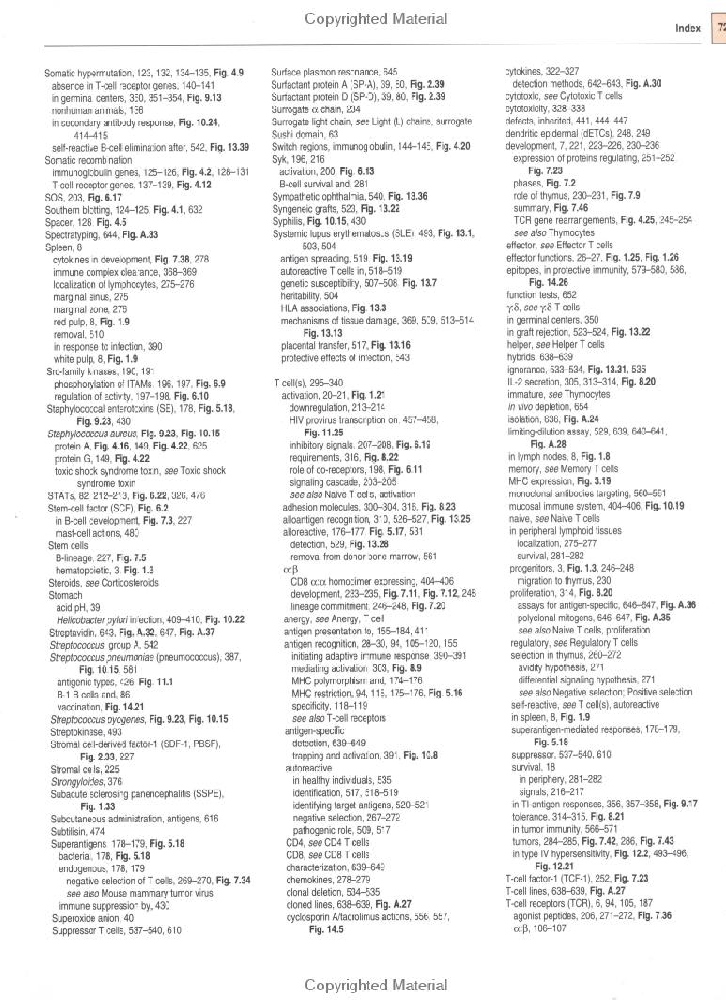 Copyrighted Material
Index
72
Somatic hypermutation, 123, 132, 134–135, Fig. 4.9
absence in T-cell receptor genes, 140–141
in germinal centers, 350, 351–354, Fig. 9.13
nonhuman animals, 136
in secondary antibody response, Fig. 10.24,
414–415
self-reactive B-cell elimination after, 542, Fig. 13.39
Somatic recombination
immunoglobulin genes, 125–126, Fig. 4.2, 128–131
T-cell receptor genes, 137–139, Fig. 4.12
SOS, 203, Fig. 6.17
Southern blotting, 124–125, Fig. 4.1, 632
Spacer, 128, Fig. 4.5
Spectratyping, 644, Fig. A.33
Spleen, 8
cytokines in development, Fig. 7.38, 278
immune complex clearance, 368–369
localization of lymphocytes, 275–276
marginal sinus, 275
marginal zone, 276
red pulp, 8, Fig. 1.9
removal, 510
in response to infection, 390
white pulp, 8, Fig. 1.9
Src-family kinases, 190, 191
phosphorylation of ITAMs, 196, 197, Fig. 6.9
regulation of activity, 197–198, Fig. 6.10
Staphylococcal enterotoxins (SE), 178, Fig. 5.18,
Fig. 9.23, 430
Staphylococcus aureus, Fig. 9.23, Fig. 10.15
protein A, Fig. 4.16, 149, Fig. 4.22, 625
protein G, 149, Fig. 4.22
toxic shock syndrome toxin, see Toxic shock
syndrome toxin
STATs, 82, 212–213, Fig. 6.22, 326, 476
Stem-cell factor (SCF), Fig. 6.2
in B-cell development, Fig. 7.3, 227
mast-cell actions, 480
Stem cells
B-lineage, 227, Fig. 7.5
hematopoietic, 3, Fig. 1.3
Steroids, see Corticosteroids
Stomach
acid pH, 39
Helicobacter pylori infection, 409–410, Fig. 10.22
Streptavidin, 643, Fig. A.32, 647, Fig. A.37
Streptococcus, group A, 542
Streptococcus pneumoniae (pneumococcus), 387,
Fig. 10.15, 581
antigenic types, 426, Fig. 11.1
B-1 B cells and, 86
vaccination, Fig. 14.21
Streptococcus pyogenes, Fig. 9.23, Fig. 10.15
Streptokinase, 493
Stromal cell-derived factor-1 (SDF-1, PBSF),
Fig. 2.33, 227
Stromal cells, 225
Strongyloides, 376
Subacute sclerosing panencephalitis (SSPE),
Fig. 1.33
Subcutaneous administration, antigens, 616
Subtilisin, 474
Superantigens, 178–179, Fig. 5.18
bacterial, 178, Fig. 5.18
endogenous, 178, 179
negative selection of T cells, 269–270, Fig. 7.34
see also Mouse mammary tumor virus
immune suppression by, 430
Superoxide anion, 40
Suppressor T cells, 537–540, 610
Surface plasmon resonance, 645
Surfactant protein A (SP-A), 39, 80, Fig. 2.39
Surfactant protein D (SP-D), 39, 80, Fig. 2.39
Surrogate α chain, 234
Surrogate light chain, see Light (L) chains, surrogate
Sushi domain, 63
Switch regions, immunoglobulin, 144–145, Fig. 4.20
Syk, 196, 216
activation, 200, Fig. 6.13
B-cell survival and, 281
Sympathetic ophthalmia, 540, Fig. 13.36
Syngeneic grafts, 523, Fig. 13.22
Syphilis, Fig. 10.15, 430
Systemic lupus erythematosus (SLE), 493, Fig. 13.1,
503, 504
antigen spreading, 519, Fig. 13.19
autoreactive T cells in, 518–519
genetic susceptibility, 507–508, Fig. 13.7
heritability, 504
HLA associations, Fig. 13.3
mechanisms of tissue damage, 369, 509, 513–514,
Fig. 13.13
placental transfer, 517, Fig. 13.16
protective effects of infection, 543
T cell(s), 295–340
activation, 20–21, Fig. 1.21
downregulation, 213–214
HIV provirus transcription on, 457–458,
Fig. 11.25
inhibitory signals, 207–208, Fig. 6.19
requirements, 316, Fig. 8.22
role of co-receptors, 198, Fig. 6.11
signaling cascade, 203–205
see also Naive T cells, activation
adhesion molecules, 300–304, 316, Fig. 8.23
alloantigen recognition, 310, 526–527, Fig. 13.25
alloreactive, 176–177, Fig. 5.17, 531
detection, 529, Fig. 13.28
removal from donor bone marrow, 561
α:β
CD8 α:α homodimer expressing, 404–406
development, 233–235, Fig. 7.11, Fig. 7.12, 248
lineage commitment, 246–248, Fig. 7.20
anergy, see Anergy, T cell
antigen presentation to, 155–184, 411
antigen recognition, 28–30, 94, 105–120, 155
initiating adaptive immune response, 390–391
mediating activation, 303, Fig. 8.9
MHC polymorphism and, 174–176
MHC restriction, 94, 118, 175–176, Fig. 5.16
specificity, 118–119
see also T-cell receptors
antigen-specific
detection, 639–649
trapping and activation, 391, Fig. 10.8
autoreactive
in healthy individuals, 535
identification, 517, 518–519
identifying target antigens, 520–521
negative selection, 267–272
pathogenic role, 509, 517
CD4, see CD4 T cells
CD8, see CD8 T cells
characterization, 639–649
chemokines, 278–279
clonal deletion, 534–535
cloned lines, 638–639, Fig. A.27
cyclosporin A/tacrolimus actions, 556, 557,
Fig. 14.5
cytokines, 322–327
detection methods, 642–643, Fig. A.30
cytotoxic, see Cytotoxic T cells
cytotoxicity, 328–333
defects, inherited, 441, 444–447
dendritic epidermal (dETCs), 248, 249
development, 7, 221, 223–226, 230–236
expression of proteins regulating, 251–252,
Fig. 7.23
phases, Fig. 7.2
role of thymus, 230–231, Fig. 7.9
summary, Fig. 7.46
TCR gene rearrangements, Fig. 4.25, 245–254
see also Thymocytes
effector, see Effector T cells
effector functions, 26–27, Fig. 1.25, Fig. 1.26
epitopes, in protective immunity, 579–580, 586,
Fig. 14.26
function tests, 652
γ:δ, see γ:δ T cells
in germinal centers, 350
in graft rejection, 523–524, Fig. 13.22
helper, see Helper T cells
hybrids, 638–639
ignorance, 533–534, Fig. 13.31, 535
IL-2 secretion, 305, 313–314, Fig. 8.20
immature, see Thymocytes
in vivo depletion, 654
isolation, 636, Fig. A.24
limiting-dilution assay, 529, 639, 640–641,
Fig. A.28
in lymph nodes, 8, Fig. 1.8
memory, see Memory T cells
MHC expression, Fig. 3.19
monoclonal antibodies targeting, 560–561
mucosal immune system, 404–406, Fig. 10.19
naive, see Naive T cells
in peripheral lymphoid tissues
localization, 275–277
survival, 281–282
progenitors, 3, Fig. 1.3, 246–248
migration to thymus, 230
proliferation, 314, Fig. 8.20
assays for antigen-specific, 646–647, Fig. A.36
polyclonal mitogens, 646–647, Fig. A.35
see also Naive T cells, proliferation
regulatory, see Regulatory T cells
selection in thymus, 260–272
avidity hypothesis, 271
differential signaling hypothesis, 271
see also Negative selection; Positive selection
self-reactive, see T cell(s), autoreactive
in spleen, 8, Fig. 1.9
superantigen-mediated responses, 178–179,
Fig. 5.18
suppressor, 537–540, 610
survival, 18
in periphery, 281–282
signals, 216–217
in TI-antigen responses, 356, 357–358, Fig. 9.17
tolerance, 314–315, Fig. 8.21
in tumor immunity, 566–571
tumors, 284–285, Fig. 7.42, 286, Fig. 7.43
in type IV hypersensitivity, Fig. 12.2, 493–496,
Fig. 12.21
T-cell factor-1 (TCF-1), 252, Fig. 7.23
T-cell lines, 638–639, Fig. A.27
T-cell receptors (TCR), 6, 94, 105, 187
agonist peptides, 206, 271–272, Fig. 7.36
α:β, 106–107
Copyrighted Material